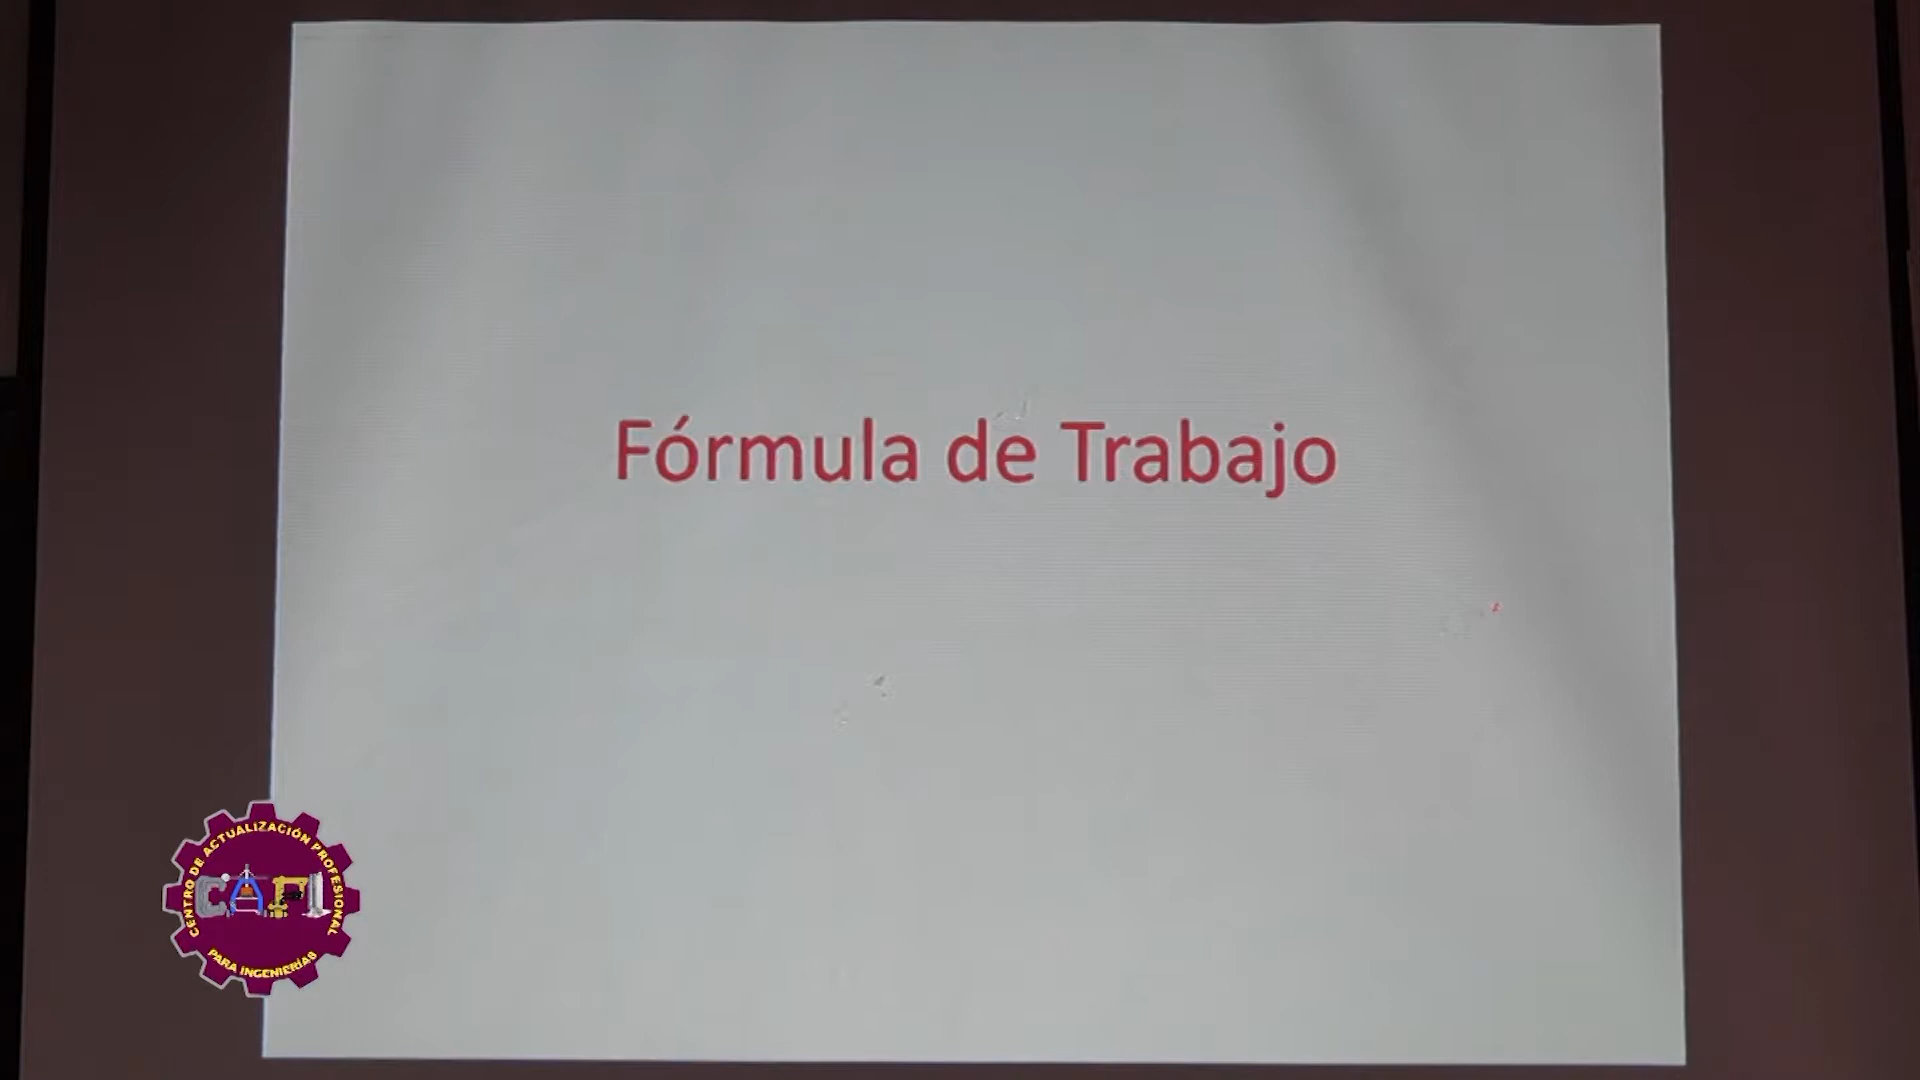 Fórmula de Trabajo
CENTRO DE ACTUALIZACIÓN PROFESIONAL
CAPI
PARA INGENIERÍAS